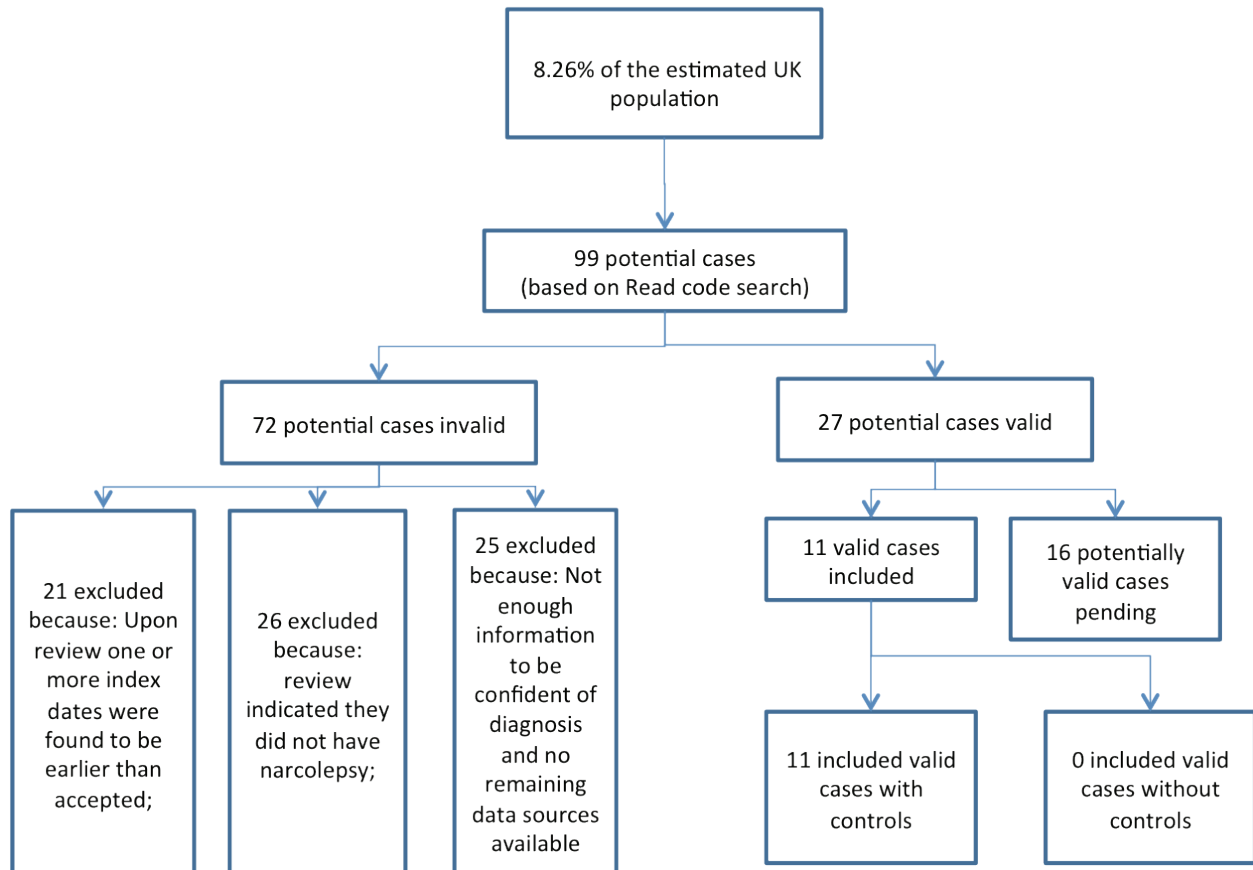 8.26% of the estimated UK
population
99 potential cases
(based on Read code search)
72 potential cases invalid
27 potential cases valid
21 excluded
because: Upon
review one or
more index
dates were
found to be
earlier than
accepted;
26 excluded
because:
review
indicated they
did not have
narcolepsy;
25 excluded
because: Not
enough
information
to be
confident of
diagnosis
and no
remaining
data sources
available
11 valid cases
included
16 potentially
valid cases
pending
11 included valid
cases with
controls
0 included valid
cases without
controls